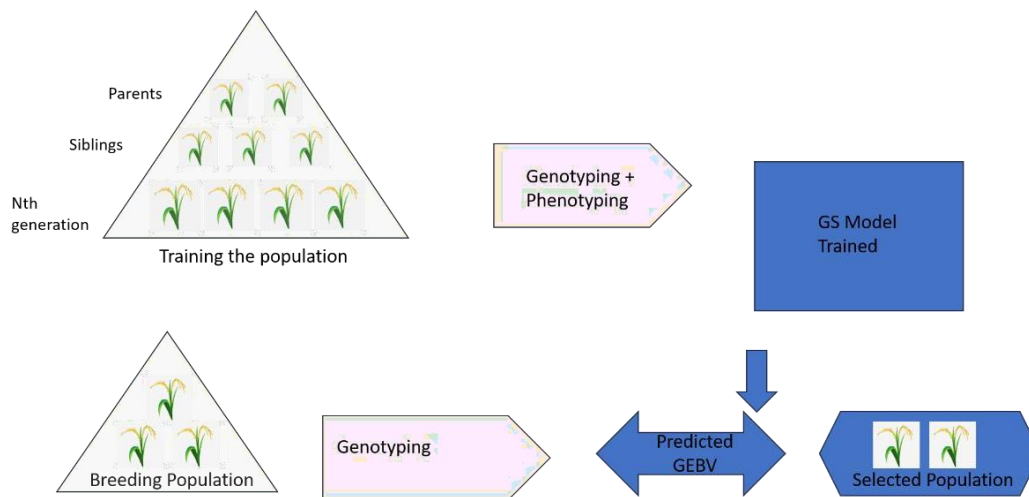 Parents
Siblings
Nth
generation
Training the population
Genotyping +
Phenotyping
GS Model
Trained
Breeding Population
Genotyping
Predicted
GEBV
Selected Population